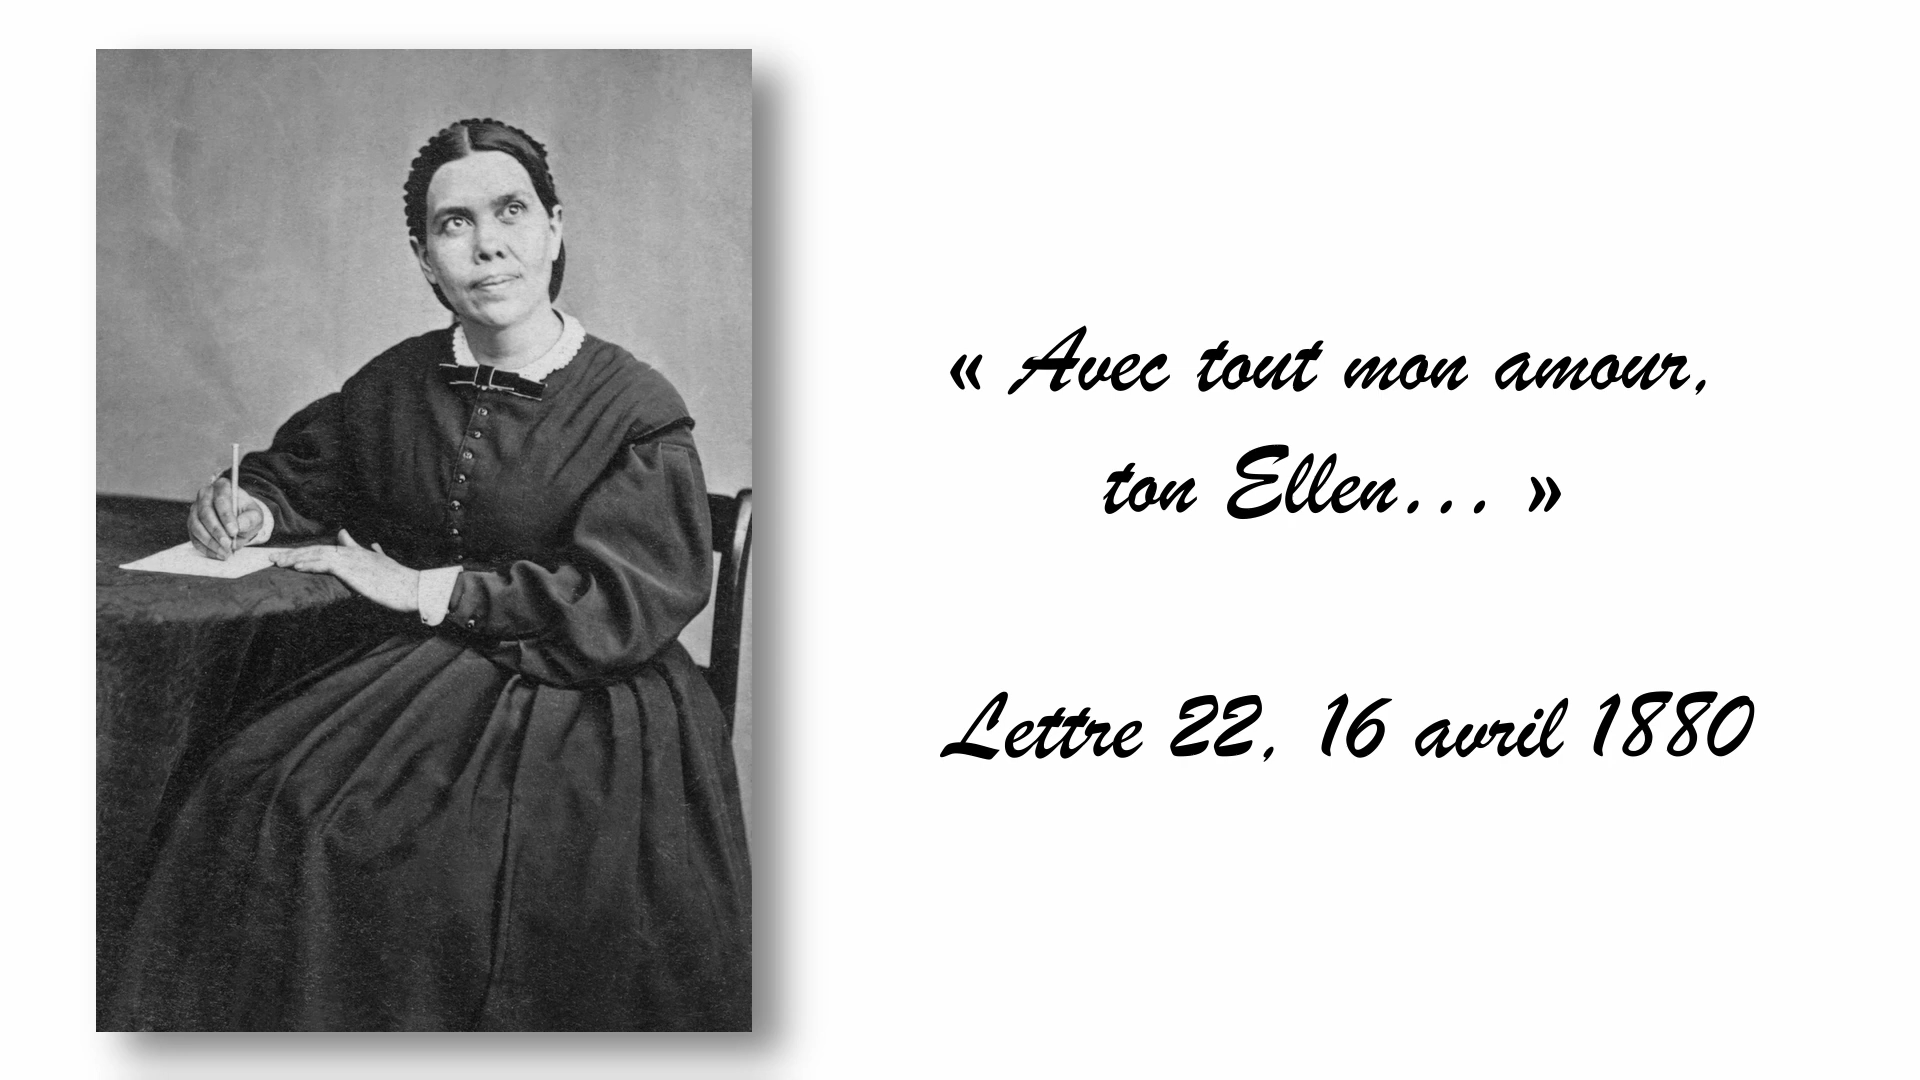 « Avec tout mon amour,
ton Ellen... »
Lettre 22, 16 avril 1880